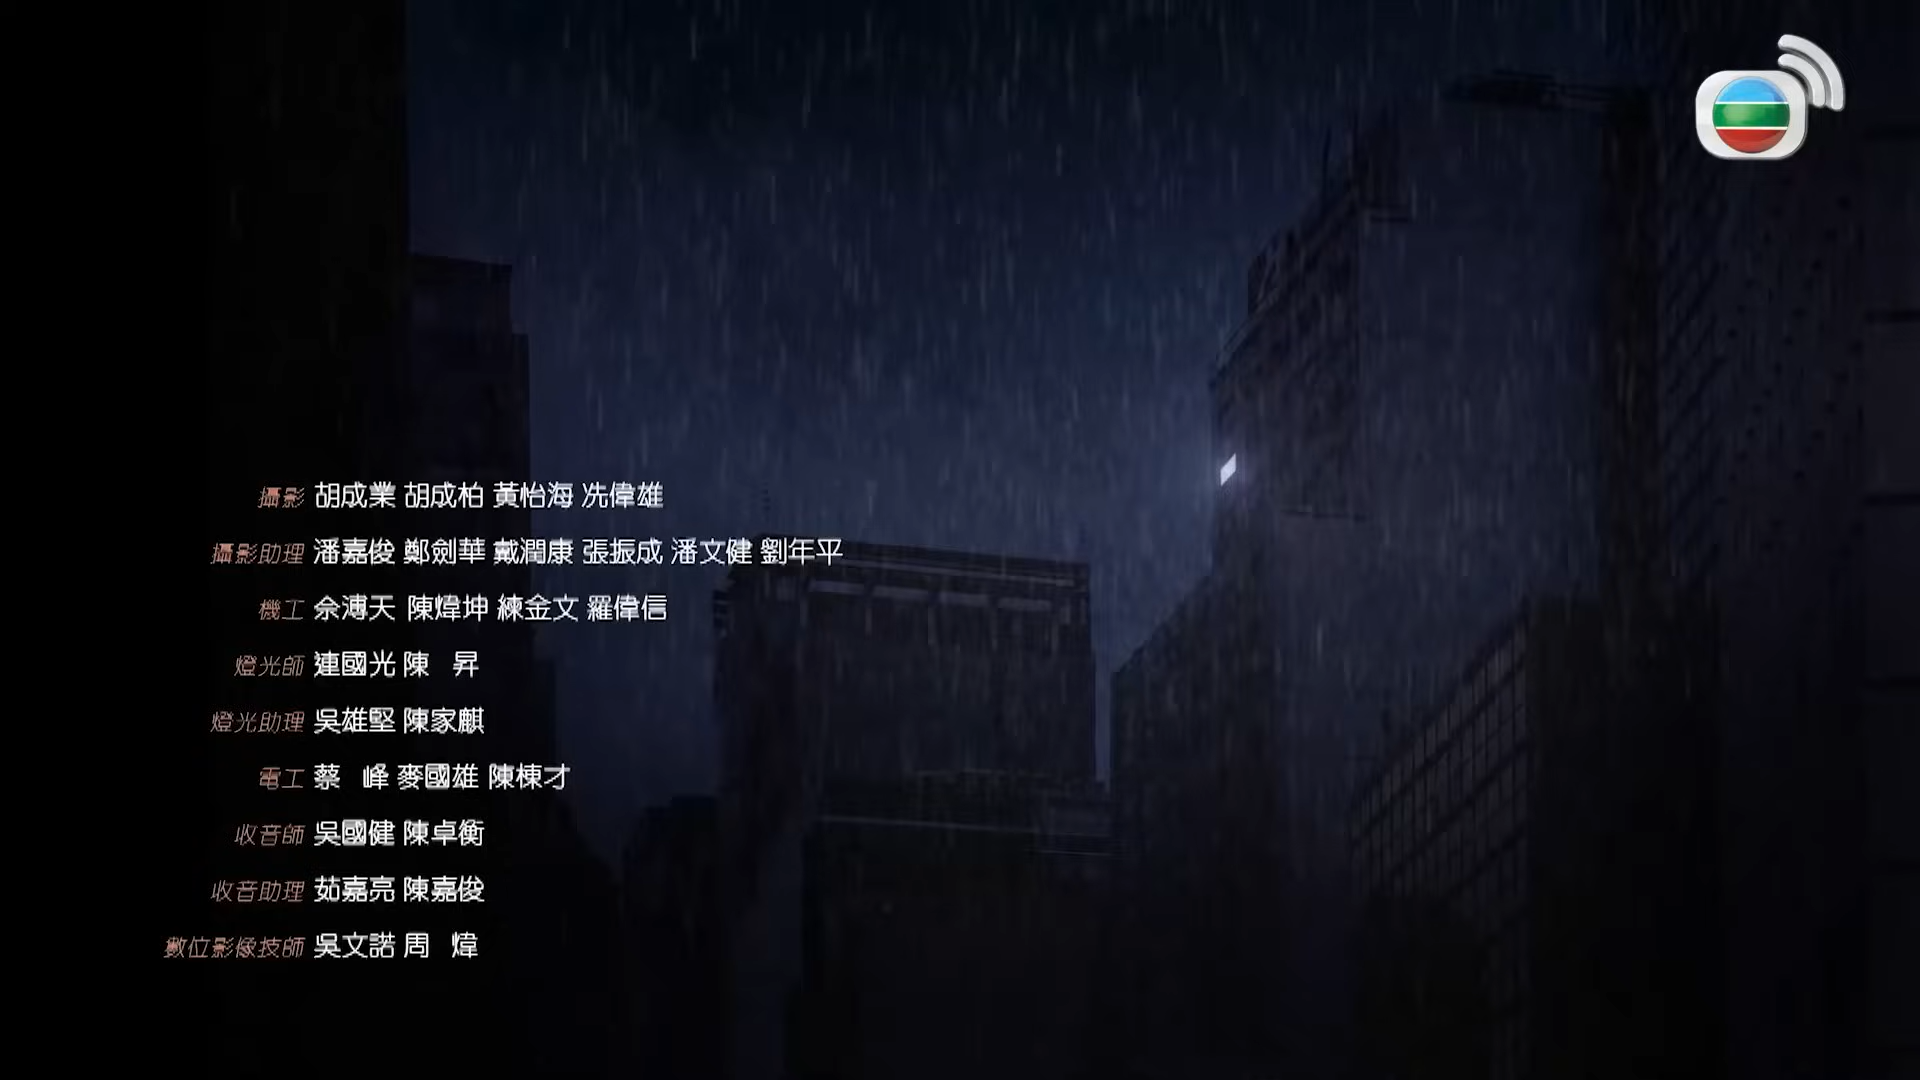 攝影 胡成業 胡成柏 黃怡海 冼偉雄
攝影助理 潘嘉俊 鄭劍華 戴潤康 張振成 潘文健 劉年平
機工 佘溥天 陳煒坤 練金文 羅偉信
燈光師 連國光 陳 昇
燈光助理 吳雄堅 陳家麒
電工 蔡 峰 麥國雄 陳棟才
收音師 吳國健 陳卓衡
收音助理 茹嘉亮 陳嘉俊
數位影像技師 吳文諾 周 煒